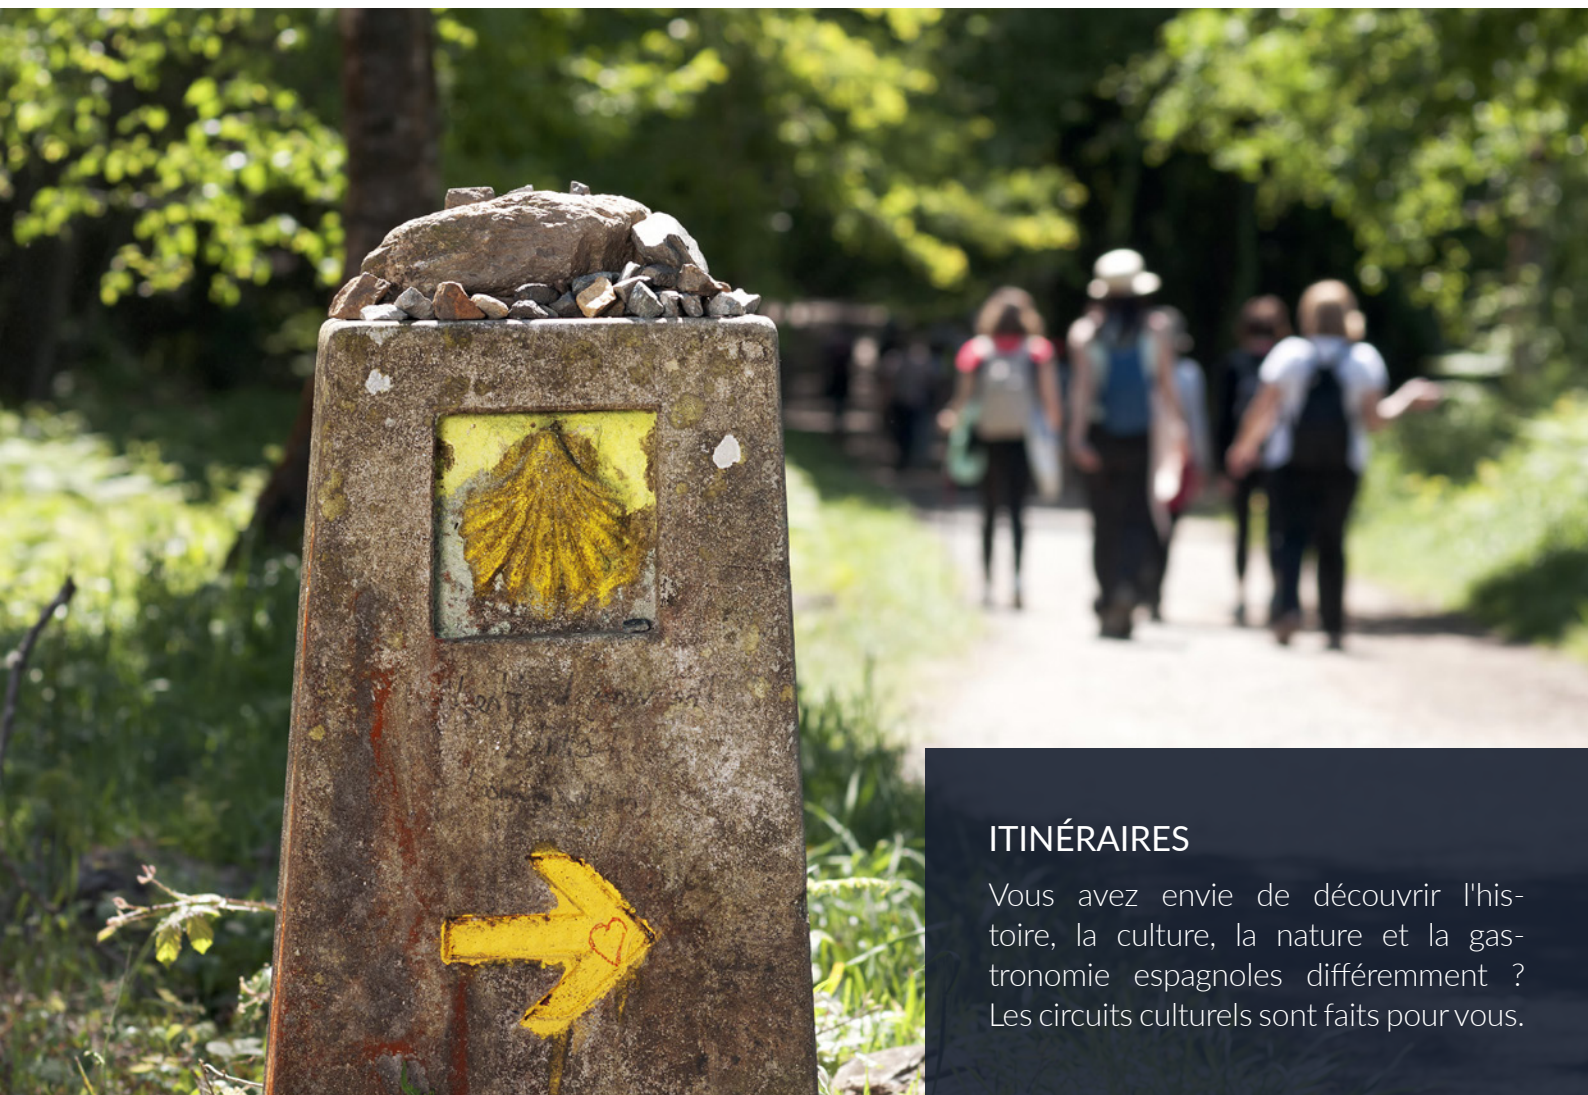 ITINÉRAIRES
Vous avez envie de découvrir l'his-
toire, la culture, la nature et la gas-
tronomie espagnoles différemment ?
Les circuits culturels sont faits pour vous.